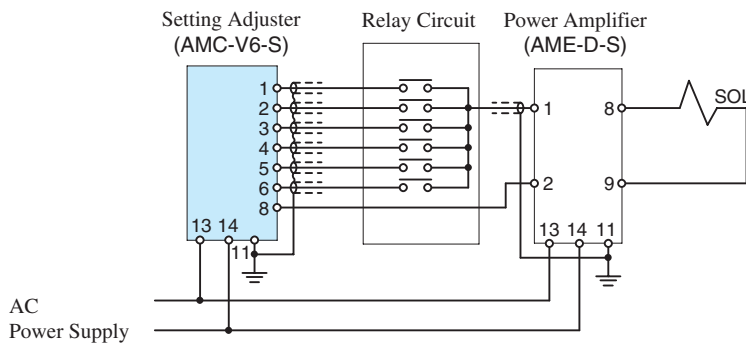 Setting Adjuster
(AMC-V6-S)
Relay Circuit
Power Amplifier
(AME-D-S)
1
2
3
4
5
6
8
13 14
11
1
2
8
9
13 14 11
SOL
AC
Power Supply